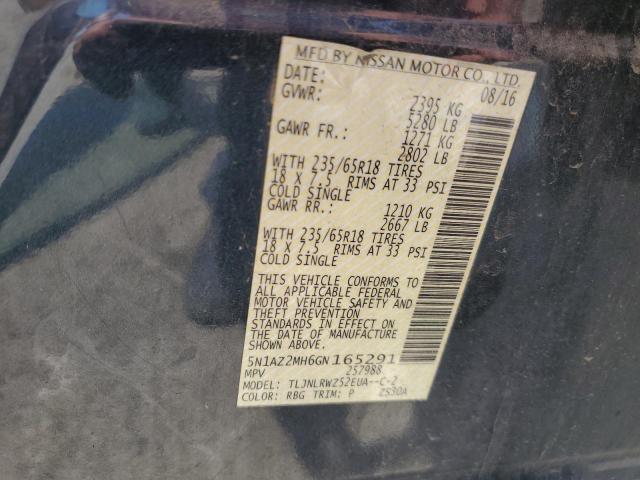 MFD BY NISSAN MOTOR CO., LTD.
DATE: 08/16
GVWR: 2395 KG
5280 LB
GAWR FR.: 1271 KG
2802 LB
WITH 235/65R18 TIRES
18 X 7.5 RIMS AT 33 PSI
COLD SINGLE
GAWR RR.: 1210 KG
2667 LB
WITH 235/65R18 TIRES
18 X 7.5 RIMS AT 33 PSI
COLD SINGLE
THIS VEHICLE CONFORMS TO
ALL APPLICABLE FEDERAL
MOTOR VEHICLE SAFETY AND
THEFT PREVENTION
STANDARDS IN EFFECT ON
THE DATE OF MANUFACTURE
SHOWN ABOVE.
5N1AZ2MH6GN165291
MPV 257988
MODEL: TLJNLRWZ52EUA--C-2
COLOR: RBG TRIM: P ZS30A